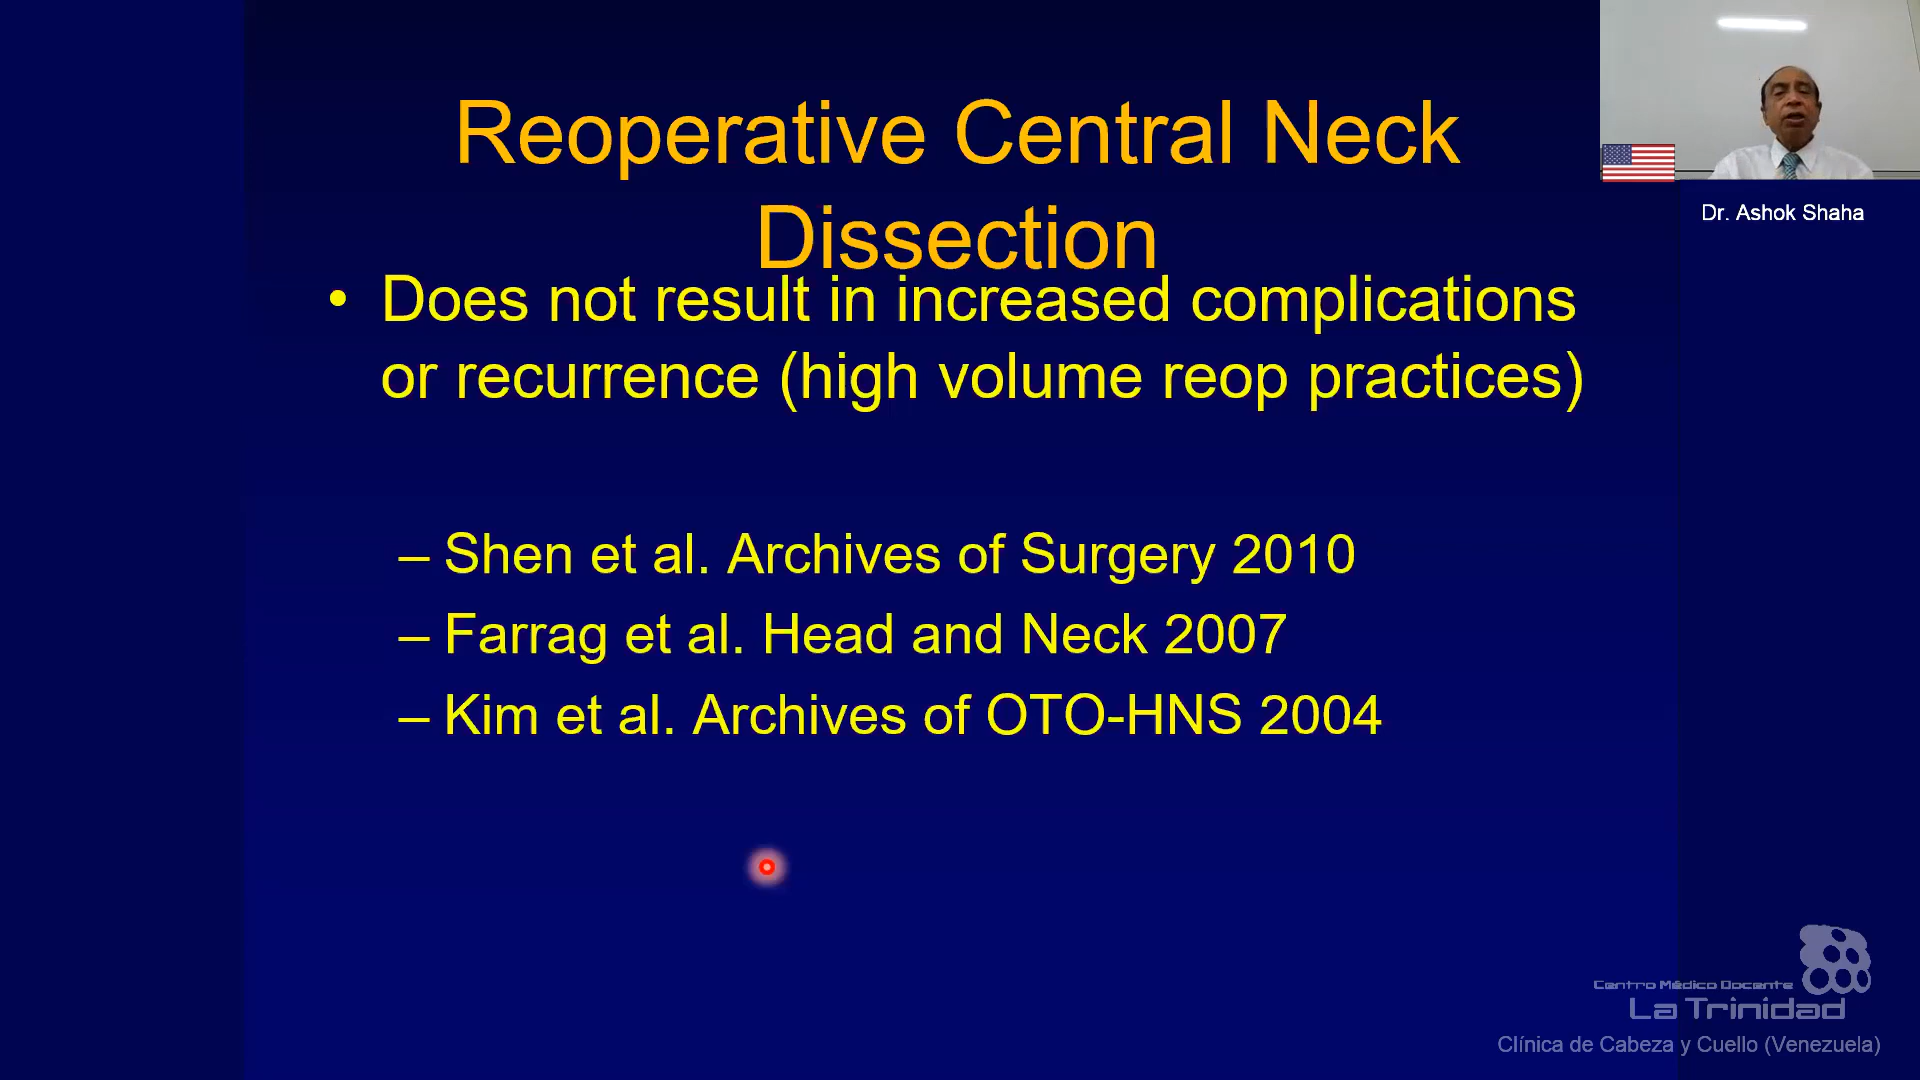 Reoperative Central Neck
Dissection
• Does not result in increased complications
or recurrence (high volume reop practices)
– Shen et al. Archives of Surgery 2010
– Farrag et al. Head and Neck 2007
– Kim et al. Archives of OTO-HNS 2004
Dr. Ashok Shaha
Centro Médico Docente
La Trinidad
Clínica de Cabeza y Cuello (Venezuela)